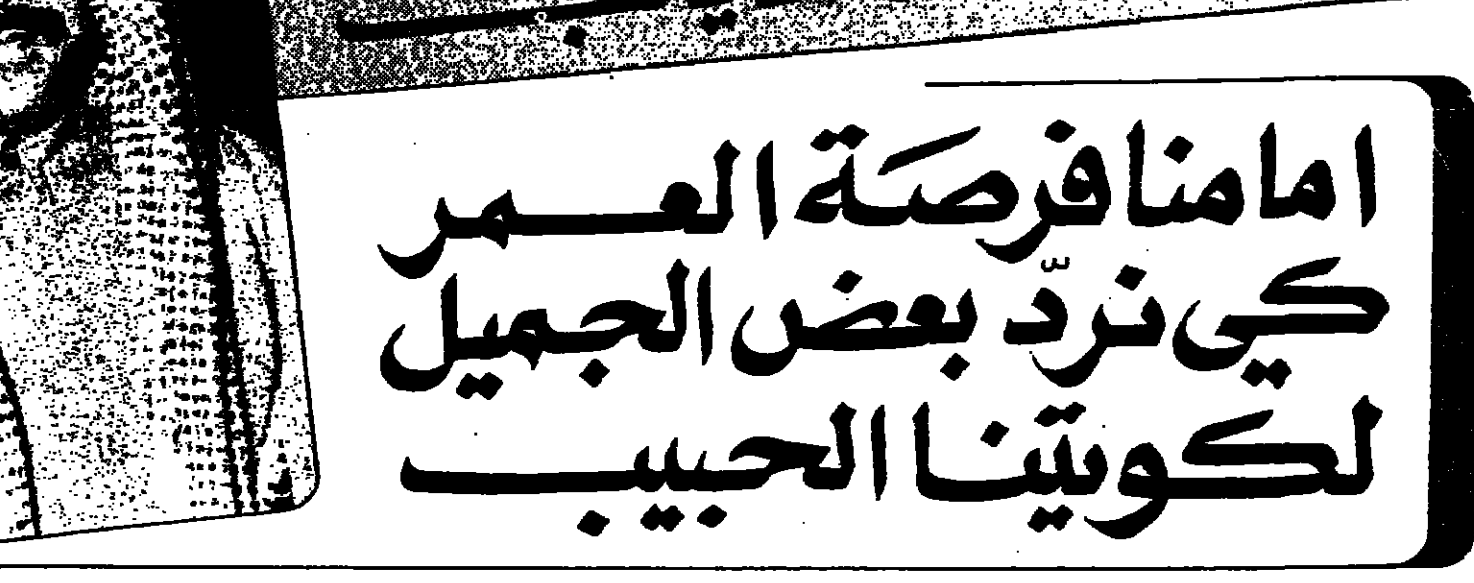 امامنا فرصة العمر
كي نردّ بعض الجميل
لكويتنا الحبيب